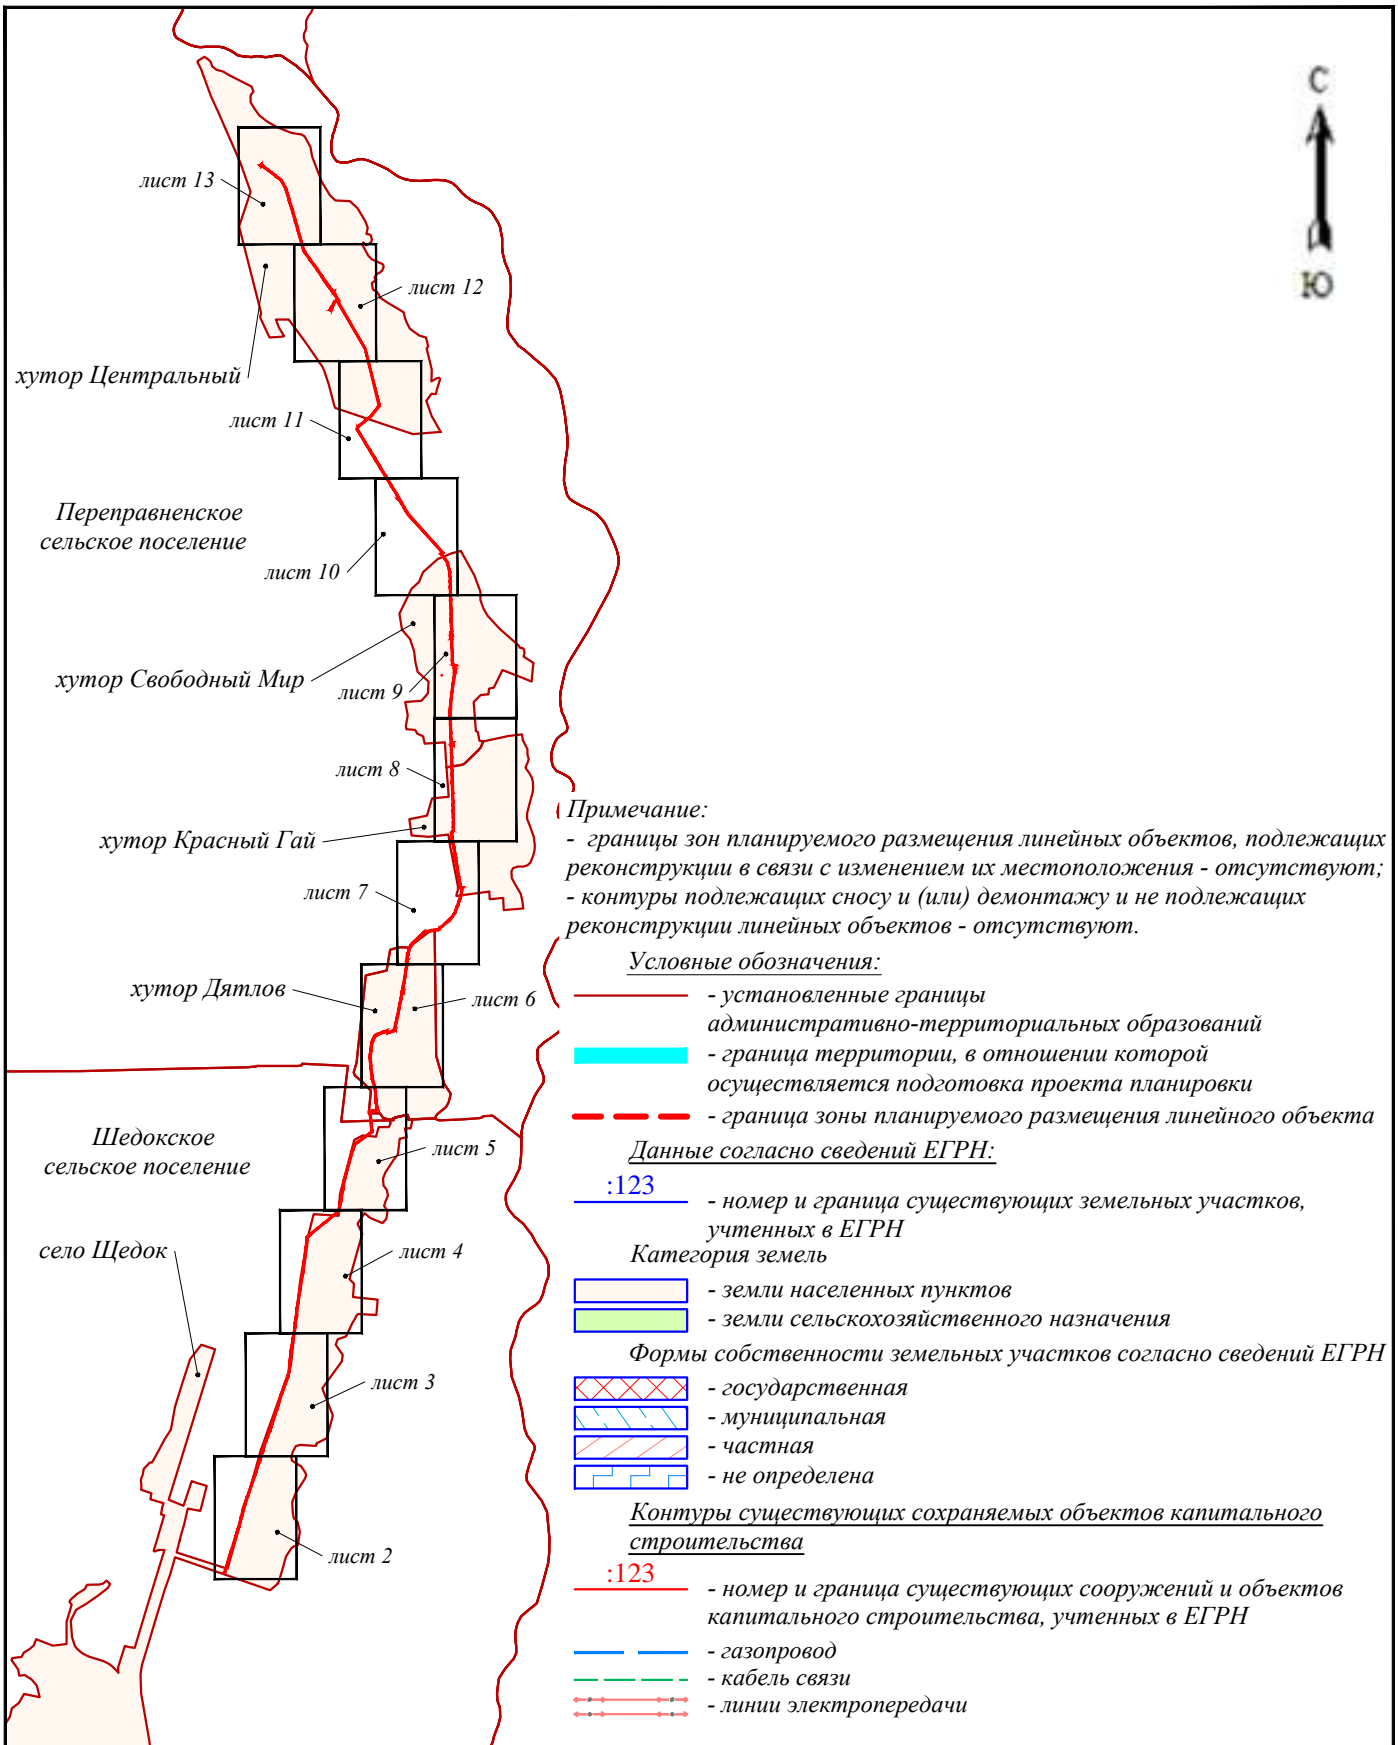 С
Ю
лист 13
лист 12
хутор Центральный
лист 11
Переправненское
сельское поселение
лист 10
хутор Свободный Мир
лист 9
лист 8
хутор Красный Гай
лист 7
хутор Дятлов
лист 6
Шедокское
сельское поселение
лист 5
село Щедок
лист 4
лист 3
лист 2
Примечание:
- границы зон планируемого размещения линейных объектов, подлежащих
реконструкции в связи с изменением их местоположения - отсутствуют;
- контуры подлежащих сносу и (или) демонтажу и не подлежащих
реконструкции линейных объектов - отсутствуют.
Условные обозначения:
- установленные границы
административно-территориальных образований
- граница территории, в отношении которой
осуществляется подготовка проекта планировки
- граница зоны планируемого размещения линейного объекта
Данные согласно сведений ЕГРН:
:123
- номер и граница существующих земельных участков,
учтенных в ЕГРН
Категория земель
- земли населенных пунктов
- земли сельскохозяйственного назначения
Формы собственности земельных участков согласно сведений ЕГРН
- государственная
- муниципальная
- частная
- не определена
Контуры существующих сохраняемых объектов капитального
строительства
:123
- номер и граница существующих сооружений и объектов
капитального строительства, учтенных в ЕГРН
- газопровод
- кабель связи
- линии электропередачи